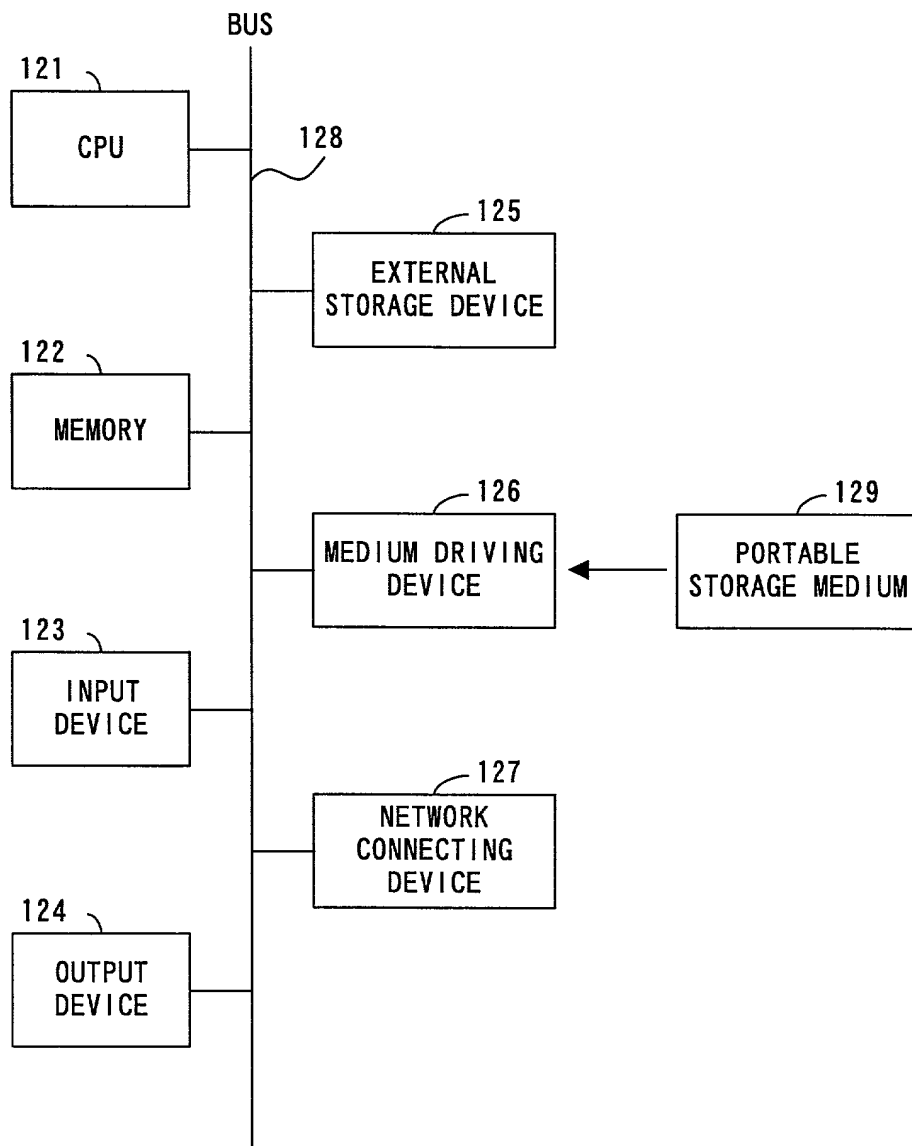 BUS
121
CPU
128
125
EXTERNAL
STORAGE DEVICE
122
MEMORY
126
MEDIUM DRIVING
DEVICE
129
PORTABLE
STORAGE MEDIUM
123
INPUT
DEVICE
127
NETWORK
CONNECTING
DEVICE
124
OUTPUT
DEVICE